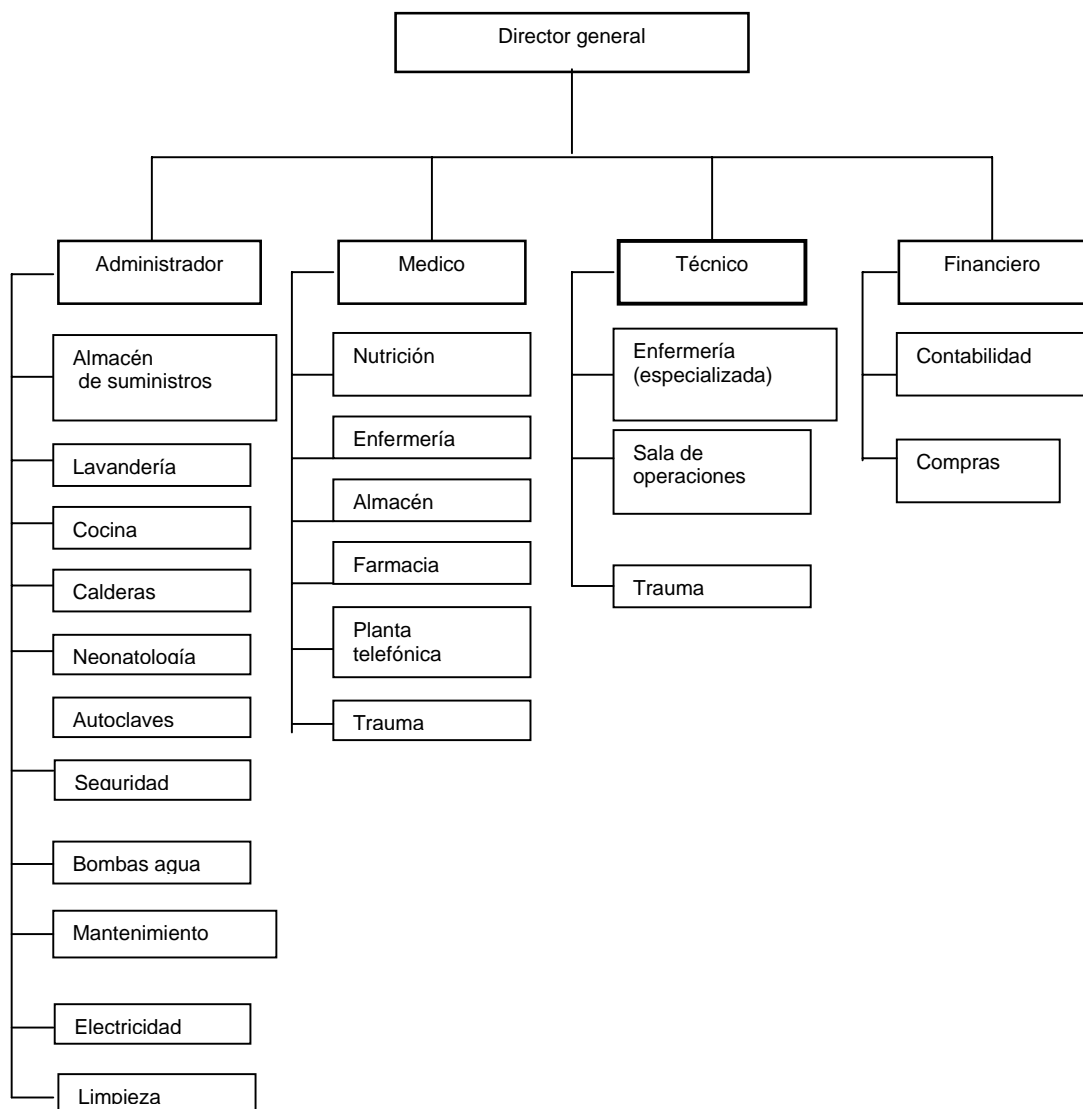 Director general
Administrador
Medico
Técnico
Financiero
Almacén
de suministros
Lavandería
Cocina
Calderas
Neonatología
Autoclaves
Seguridad
Bombas agua
Mantenimiento
Electricidad
Limpieza
Nutrición
Enfermería
Almacén
Farmacia
Planta
telefónica
Trauma
Enfermería
(especializada)
Sala de
operaciones
Trauma
Contabilidad
Compras